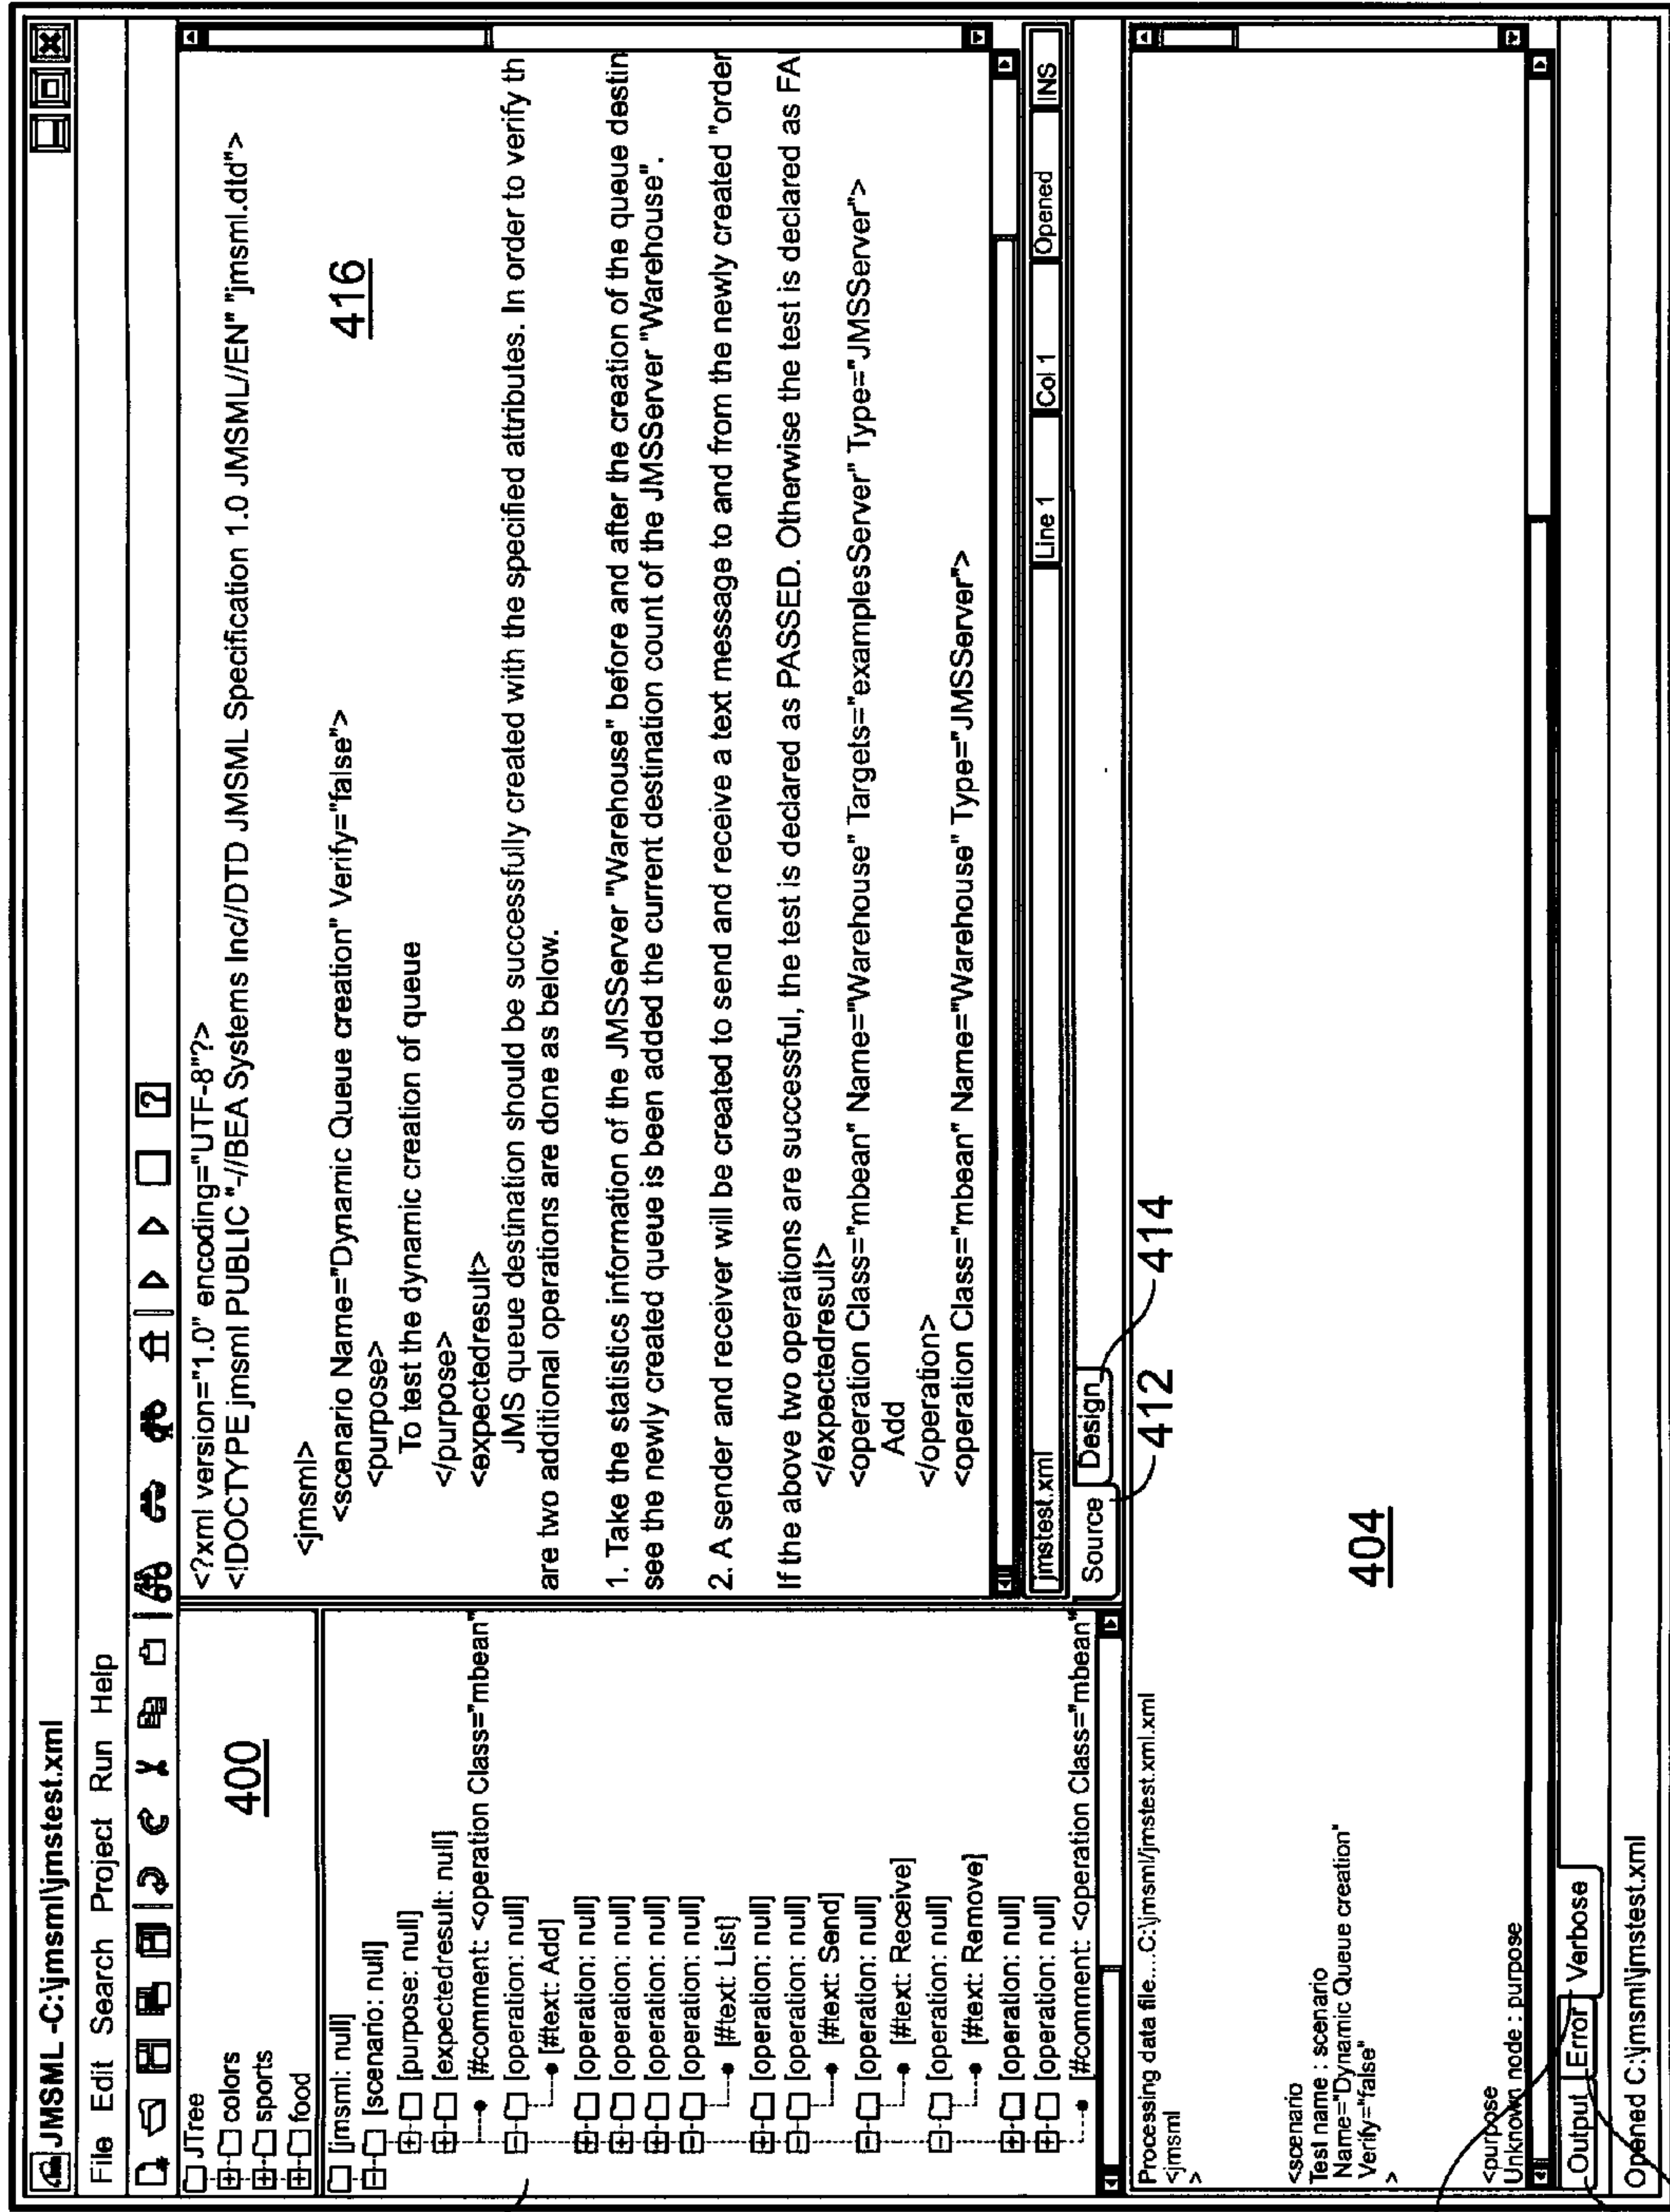 JMSML -C:\jmsml\jmstest.xml
File Edit Search Project Run Help
?
JTree
colors
sports
food
400
[jmsml: null]
[scenario: null]
[purpose: null]
[expectedresult: null]
[#comment: <operation Class="mbean"
[operation: null]
[#text: Add]
[operation: null]
[operation: null]
[operation: null]
[operation: null]
[#text: List]
[operation: null]
[operation: null]
[#text: Send]
[operation: null]
[#text: Receive]
[operation: null]
[#text: Remove]
[operation: null]
[operation: null]
[#comment: <operation Class="mbean"
<?xml version="1.0" encoding="UTF-8"?>
<!DOCTYPE jmsml PUBLIC "-//BEA Systems Inc//DTD JMSML Specification 1.0 JMSML//EN" "jmsml.dtd">
<jmsml>
416
<scenario Name="Dynamic Queue creation" Verify="false">
<purpose>
To test the dynamic creation of queue
</purpose>
<expectedresult>
JMS queue destination should be successfully created with the specified attributes. In order to verify th
are two additional operations are done as below.
1. Take the statistics information of the JMSServer "Warehouse" before and after the creation of the queue destin
see the newly created queue is been added the current destination count of the JMSServer "Warehouse".
2. A sender and receiver will be created to send and receive a text message to and from the newly created "order
If the above two operations are successful, the test is declared as PASSED. Otherwise the test is declared as FA
</expectedresult>
<operation Class="mbean" Name="Warehouse" Targets="examplesServer" Type="JMSServer">
Add
</operation>
<operation Class="mbean" Name="Warehouse" Type="JMSServer">
jmstest.xml Line 1 Col 1 Opened INS
Source Design
412 414
Processing data file...C:\jmsml/jmstest.xml.xml
<jmsml
>
404
<scenario
Test name : scenario
Name="Dynamic Queue creation"
Verify="false"
>
<purpose
Unknown node : purpose
Output Error Verbose
Opened C:\jmsml\jmstest.xml